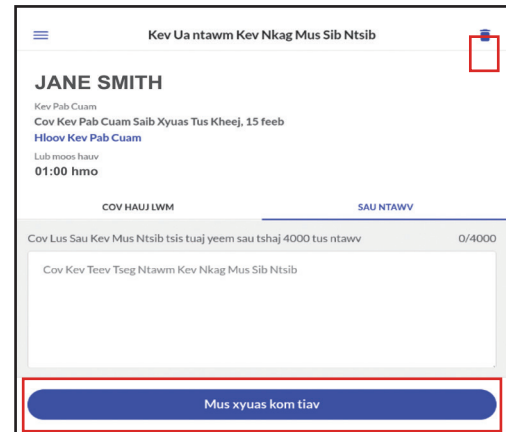 Kev Ua ntawm Kev Nkag Mus Sib Ntsib
JANE SMITH
Kev Pab Cuam
Cov Kev Pab Cuam Saib Xyuas Tus Kheej, 15 feeb
Hloov Kev Pab Cuam
Lub moos hauv
01:00 hmo
COV HAUJ LWM
SAU NTAWV
Cov Lus Sau Kev Mus Ntsib tsis tuaj yeem sau tshaj 4000 tus ntawv 0/4000
Cov Kev Teev Tseg Ntawm Kev Nkag Mus Sib Ntsib
Mus xyuas kom tiav